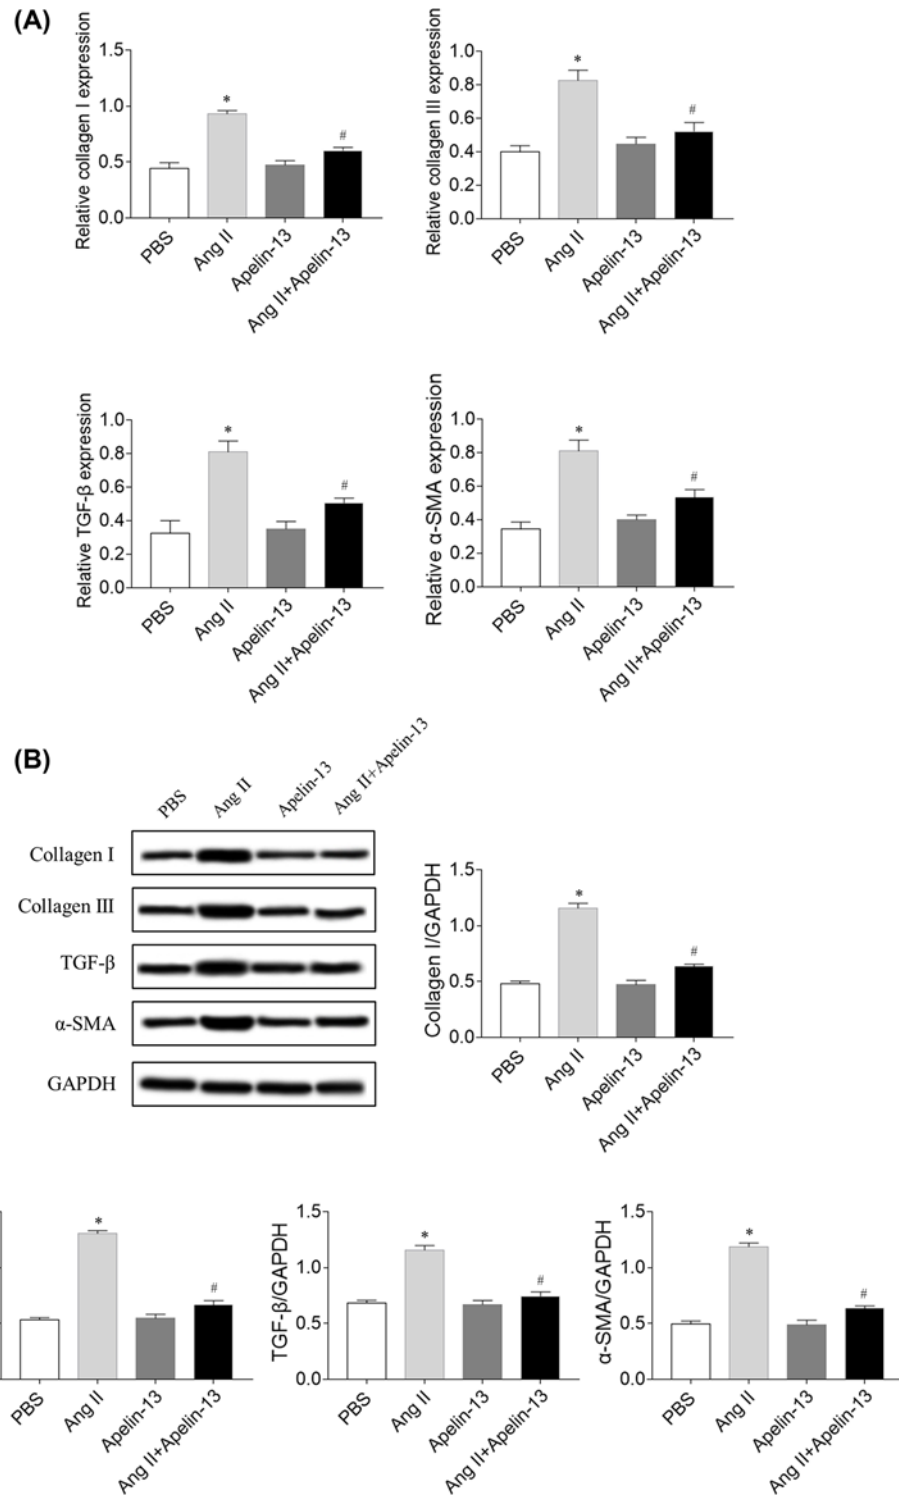 (A)
Relative collagen I expression
1.5
1.0
0.5
0.0
PBS
Ang II
Apelin-13
Ang II+Apelin-13
*
#
Relative collagen III expression
1.0
0.8
0.6
0.4
0.2
0.0
PBS
Ang II
Apelin-13
Ang II+Apelin-13
*
#
Relative TGF-β expression
1.0
0.8
0.6
0.4
0.2
0.0
PBS
Ang II
Apelin-13
Ang II+Apelin-13
*
#
Relative α-SMA expression
1.0
0.8
0.6
0.4
0.2
0.0
PBS
Ang II
Apelin-13
Ang II+Apelin-13
*
#
(B)
PBS
Ang II
Apelin-13
Ang II+Apelin-13
Collagen I
Collagen III
TGF-β
α-SMA
GAPDH
Collagen I/GAPDH
1.5
1.0
0.5
0.0
PBS
Ang II
Apelin-13
Ang II+Apelin-13
*
#
PBS
Ang II
Apelin-13
Ang II+Apelin-13
*
#
TGF-β/GAPDH
1.5
1.0
0.5
0.0
PBS
Ang II
Apelin-13
Ang II+Apelin-13
*
#
α-SMA/GAPDH
1.5
1.0
0.5
0.0
PBS
Ang II
Apelin-13
Ang II+Apelin-13
*
#